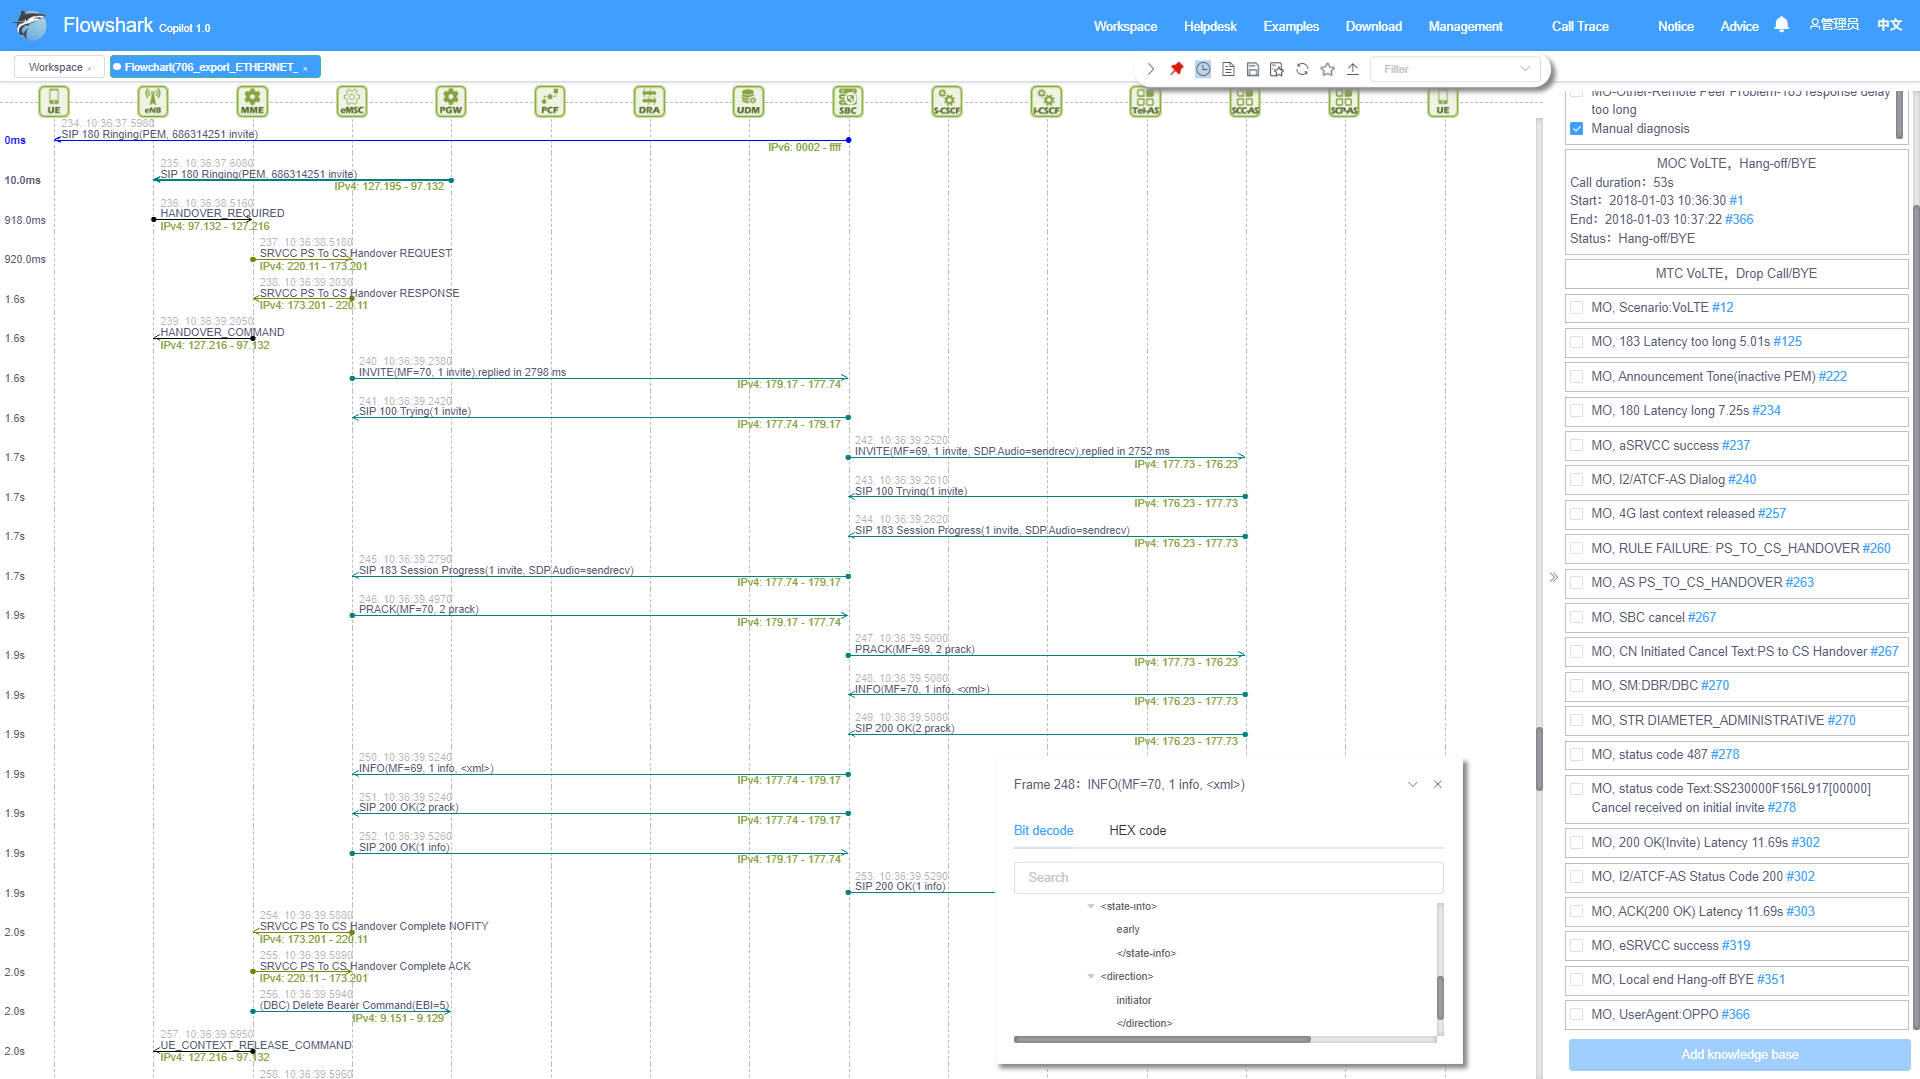 Flowshark Copilot 1.0
Workspace
Helpdesk
Examples
Download
Management
Call Trace
Notice
Advice
管理员
中文
Workspace ×
Flowchart(706_export_ETHERNET_ ×
Filter
UE
eNB
MME
eMSC
PGW
PCF
DRA
UDM
SBC
S-CSCF
I-CSCF
Tel-AS
SCC-AS
SCP-AS
UE
234. 10:36:37.5980
0ms
SIP 180 Ringing(PEM, 686314251 invite)
IPv6: 0002 - ffff
235. 10:36:37.6080
10.0ms
SIP 180 Ringing(PEM, 686314251 invite)
IPv4: 127.195 - 97.132
236. 10:36:38.5160
918.0ms
HANDOVER_REQUIRED
IPv4: 97.132 - 127.216
237. 10:36:38.5180
920.0ms
SRVCC PS To CS Handover REQUEST
IPv4: 220.11 - 173.201
238. 10:36:39.2030
1.6s
SRVCC PS To CS Handover RESPONSE
IPv4: 173.201 - 220.11
239. 10:36:39.2050
1.6s
HANDOVER_COMMAND
IPv4: 127.216 - 97.132
240. 10:36:39.2380
1.6s
INVITE(MF=70, 1 invite),replied in 2798 ms
IPv4: 179.17 - 177.74
241. 10:36:39.2420
1.6s
SIP 100 Trying(1 invite)
IPv4: 177.74 - 179.17
242. 10:36:39.2520
1.7s
INVITE(MF=69, 1 invite, SDP.Audio=sendrecv),replied in 2752 ms
IPv4: 177.73 - 176.23
243. 10:36:39.2610
1.7s
SIP 100 Trying(1 invite)
IPv4: 176.23 - 177.73
244. 10:36:39.2620
1.7s
SIP 183 Session Progress(1 invite, SDP.Audio=sendrecv)
IPv4: 176.23 - 177.73
245. 10:36:39.2790
1.7s
SIP 183 Session Progress(1 invite, SDP.Audio=sendrecv)
IPv4: 177.74 - 179.17
246. 10:36:39.4970
1.9s
PRACK(MF=70, 2 prack)
IPv4: 179.17 - 177.74
247. 10:36:39.5000
1.9s
PRACK(MF=69, 2 prack)
IPv4: 177.73 - 176.23
248. 10:36:39.5080
1.9s
INFO(MF=70, 1 info, <xml>)
IPv4: 176.23 - 177.73
249. 10:36:39.5080
1.9s
SIP 200 OK(2 prack)
IPv4: 176.23 - 177.73
250. 10:36:39.5240
1.9s
INFO(MF=69, 1 info, <xml>)
IPv4: 177.74 - 179.17
251. 10:36:39.5240
1.9s
SIP 200 OK(2 prack)
IPv4: 177.74 - 179.17
252. 10:36:39.5260
1.9s
SIP 200 OK(1 info)
IPv4: 179.17 - 177.74
253. 10:36:39.5290
1.9s
SIP 200 OK(1 info)
254. 10:36:39.5880
2.0s
SRVCC PS To CS Handover Complete NOFITY
IPv4: 173.201 - 220.11
255. 10:36:39.5890
2.0s
SRVCC PS To CS Handover Complete ACK
IPv4: 220.11 - 173.201
256. 10:36:39.5940
2.0s
(DBC) Delete Bearer Command(EBI=5)
IPv4: 9.151 - 9.129
257. 10:36:39.5950
2.0s
UE_CONTEXT_RELEASE_COMMAND
IPv4: 127.216 - 97.132
258. 10:36:39.5960
Frame 248：INFO(MF=70, 1 info, <xml>)
Bit decode
HEX code
Search
<state-info>
early
</state-info>
<direction>
initiator
</direction>
MO-Other-Remote Peer Problem-183 response delay
too long
Manual diagnosis
MOC VoLTE，Hang-off/BYE
Call duration：53s
Start：2018-01-03 10:36:30 #1
End：2018-01-03 10:37:22 #366
Status：Hang-off/BYE
MTC VoLTE，Drop Call/BYE
MO, Scenario:VoLTE #12
MO, 183 Latency too long 5.01s #125
MO, Announcement Tone(inactive PEM) #222
MO, 180 Latency long 7.25s #234
MO, aSRVCC success #237
MO, I2/ATCF-AS Dialog #240
MO, 4G last context released #257
MO, RULE FAILURE: PS_TO_CS_HANDOVER #260
MO, AS PS_TO_CS_HANDOVER #263
MO, SBC cancel #267
MO, CN Initiated Cancel Text:PS to CS Handover #267
MO, SM:DBR/DBC #270
MO, STR DIAMETER_ADMINISTRATIVE #270
MO, status code 487 #278
MO, status code Text:SS230000F156L917[00000]
Cancel received on initial invite #278
MO, 200 OK(Invite) Latency 11.69s #302
MO, I2/ATCF-AS Status Code 200 #302
MO, ACK(200 OK) Latency 11.69s #303
MO, eSRVCC success #319
MO, Local end Hang-off BYE #351
MO, UserAgent:OPPO #366
Add knowledge base